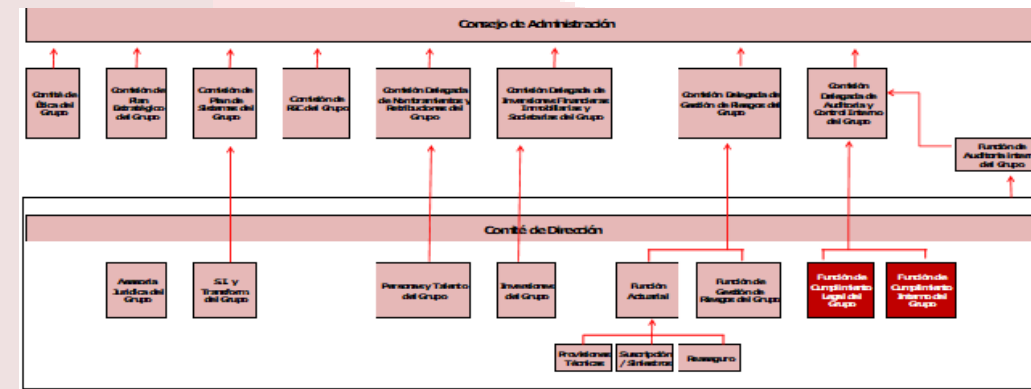 Consejo de Administración
Comité de
Ética del
Grupo
Comisión de
Plan
Estratégico
del Grupo
Comisión de
Plan de
Sistemas del
Grupo
Comisión de
RSC del Grupo
Comisión Delegada
de Nombramientos y
Retribuciones del
Grupo
Comisión Delegada de
Inversiones Financieras
Inmobiliarias y
Societarias del Grupo
Comisión Delegada de
Gestión de Riesgos del
Grupo
Comisión
Delegada de
Auditoría y
Control Interno
del Grupo
Función de
Auditoría Intern
del Grupo
Comité de Dirección
Asesoría
Jurídica del
Grupo
S.I. y
Transform.
del Grupo
Personas y Talento
del Grupo
Inversiones
del Grupo
Función
Actuarial
Función de
Gestión de
Riesgos del Grupo
Función de
Cumplimiento
Legal del
Grupo
Función de
Cumplimiento
Interno del
Grupo
Provisiones
Técnicas
Suscripción
/ Siniestros
Reaseguro